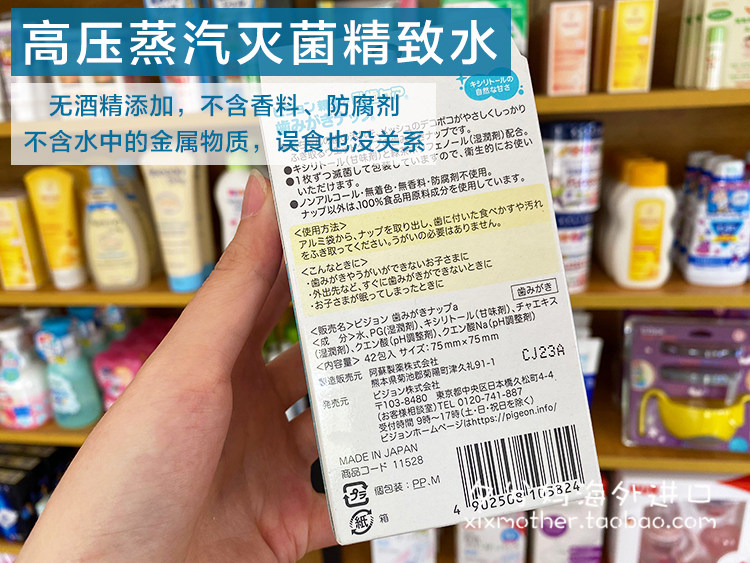 高压蒸汽灭菌精致水
无酒精添加，不含香料、防腐剂
不含水中的金属物质，误食也没关系
キシリトールの
自然な甘さ
●1枚ずつ滅菌して包装していますので、衛生的にお使い
いただけます。
●ノンアルコール・無着色・無香料・防腐剤不使用。
ナップ以外は、100%食品用原料成分を使用しています。
<使用方法>
アルミ袋から、ナップを取り出し、歯に付いた食べかすや汚れ
をふき取ってください。うがいの必要はありません。
<こんなときに>
・歯みがきやうがいができないお子さまに
・外出先など、すぐに歯みがきができないときに
・お子さまが眠ってしまったときに
歯みがき
<販売名>ピジョン 歯みがきナップa
<成 分>水、PG(湿潤剤)、キシリトール(甘味剤)、チャエキス
(湿潤剤)、クエン酸(pH調整剤)、クエン酸Na(pH調整剤)
<内容量> 42包入 サイズ:75mm×75mm
製造販売元 阿蘇製薬株式会社
熊本県菊池郡菊陽町津久礼91-1
CJ23A
発売元 ピジョン株式会社
〒103-8480 東京都中央区日本橋久松町4-4
(お客様相談室)TEL 0120-741-887
受付時間 9時〜17時(土・日・祝日を除く)
ピジョンホームページはhttps://pigeon.info/
MADE IN JAPAN
商品コード 11528
プラ
個包装：PP.M
紙
箱
海外进口
xixmother.taobao.com